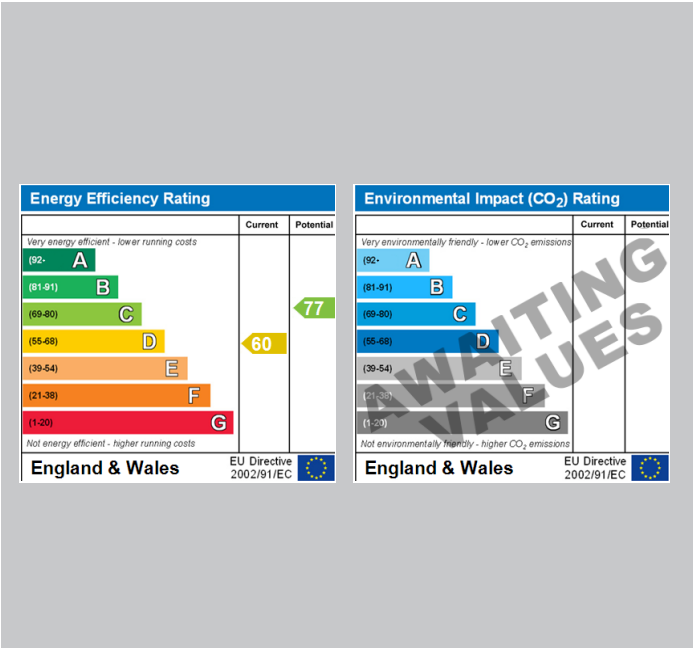 Energy Efficiency Rating
Current Potential
Very energy efficient - lower running costs
(92- A
(81-91) B
(69-80) C
77
(55-68) D
60
(39-54) E
(21-38) F
(1-20) G
Not energy efficient - higher running costs
England & Wales
EU Directive
2002/91/EC
Environmental Impact (CO₂) Rating
Current Potential
Very environmentally friendly - lower CO₂ emissions
(92- A
(81-91) B
(69-80) C
(55-68) D
(39-54) E
(21-38) F
(1-20) G
Not environmentally friendly - higher CO₂ emissions
AWAITING
VALUES
England & Wales
EU Directive
2002/91/EC